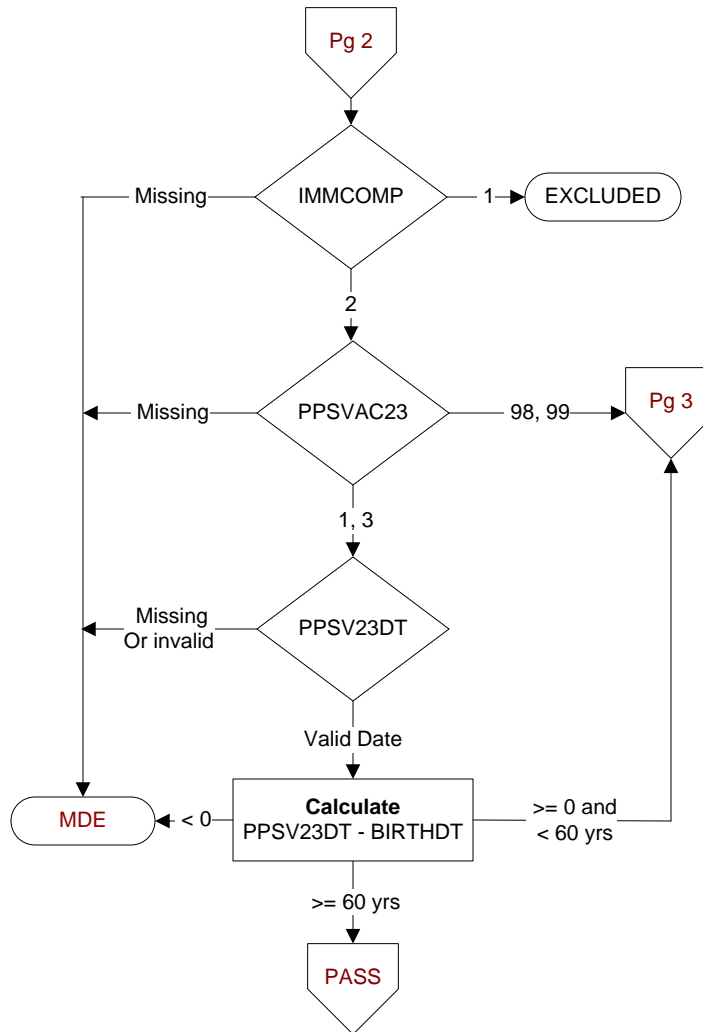 Pg 2
Missing
IMMCOMP
1
EXCLUDED
2
Missing
PPSVAC23
98, 99
Pg 3
1, 3
Missing
Or invalid
PPSV23DT
Valid Date
MDE
< 0
Calculate
PPSV23DT - BIRTHDT
>= 0 and
< 60 yrs
>= 60 yrs
PASS